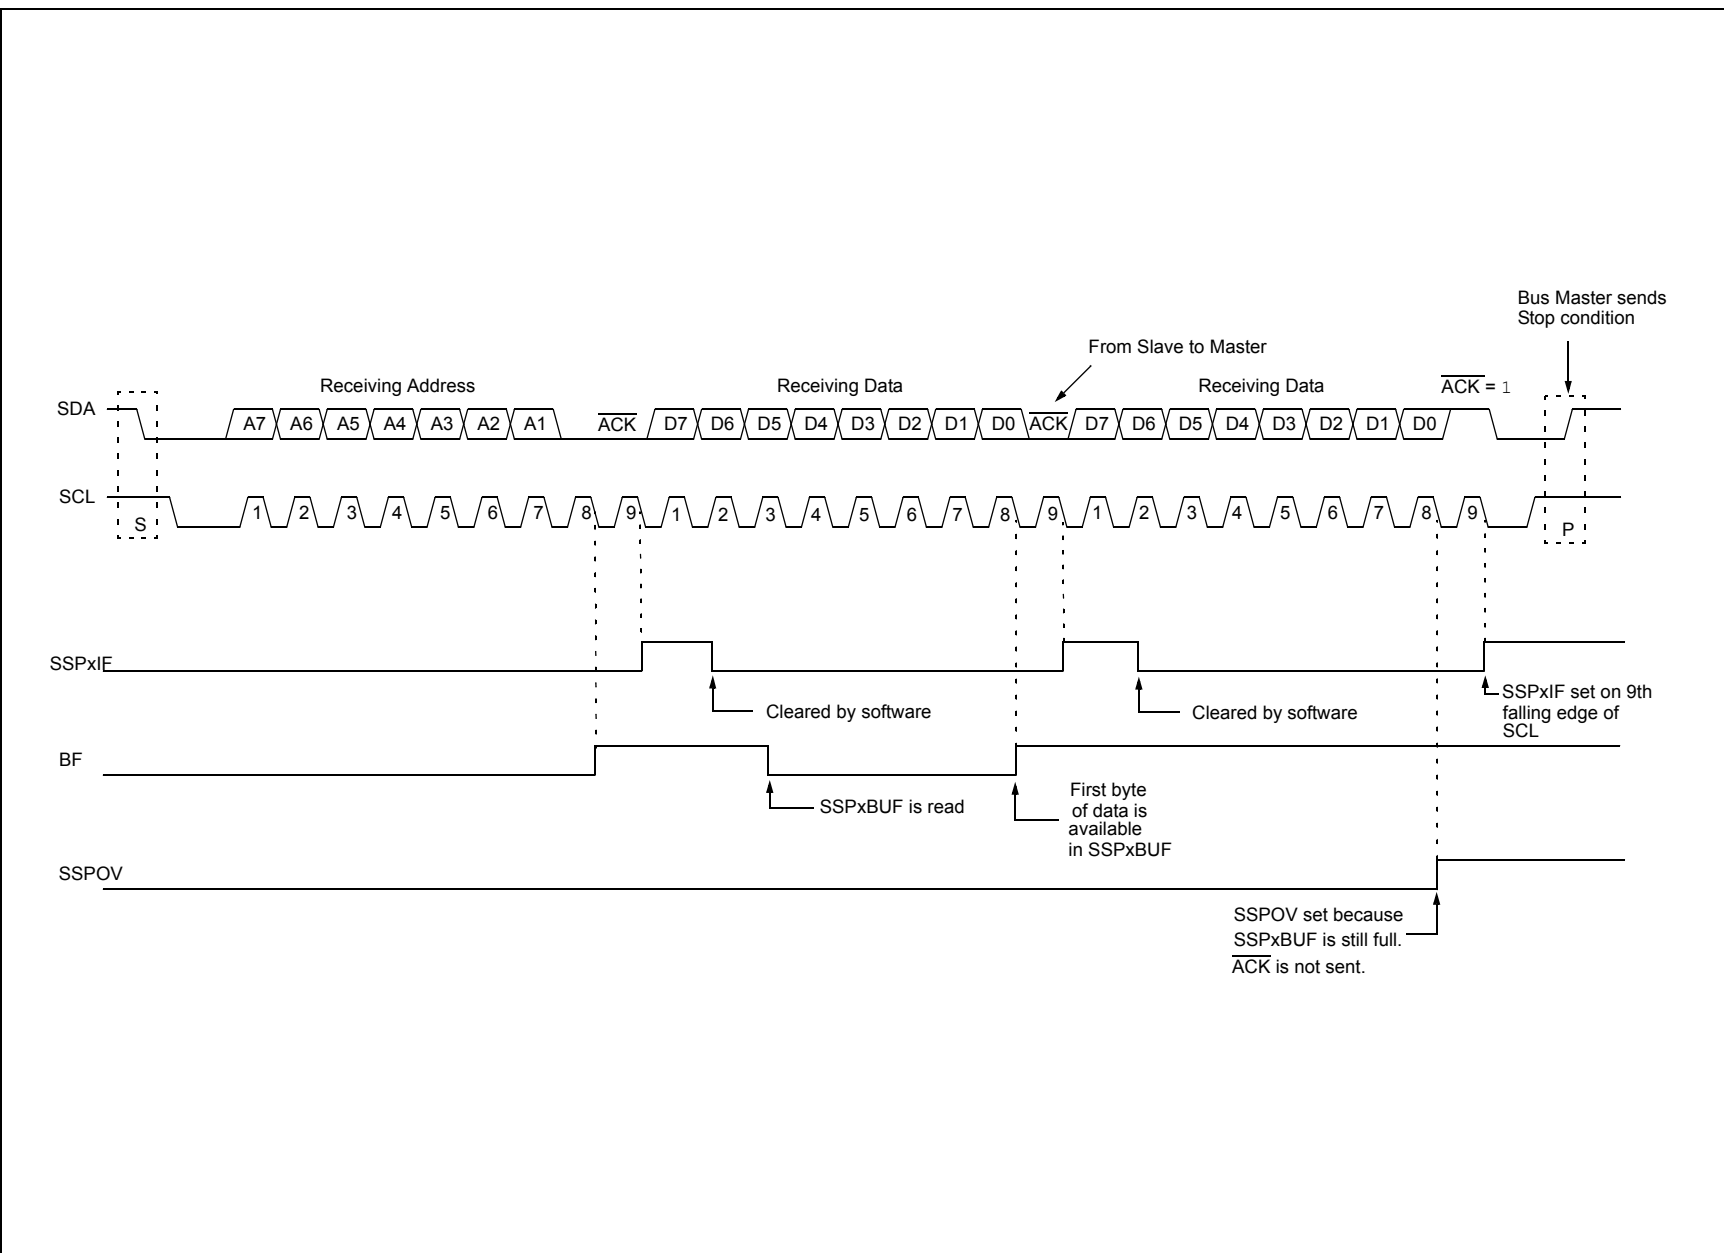 Bus Master sends
Stop condition
From Slave to Master
Receiving Address
Receiving Data
Receiving Data
ACK = 1
SDA
A7 A6 A5 A4 A3 A2 A1 ACK D7 D6 D5 D4 D3 D2 D1 D0 ACK D7 D6 D5 D4 D3 D2 D1 D0
SCL
S
1 2 3 4 5 6 7 8 9 1 2 3 4 5 6 7 8 9 1 2 3 4 5 6 7 8 9
P
SSPxIF
Cleared by software
Cleared by software
SSPxIF set on 9th
falling edge of
SCL
BF
SSPxBUF is read
First byte
of data is
available
in SSPxBUF
SSPOV
SSPOV set because
SSPxBUF is still full.
ACK is not sent.